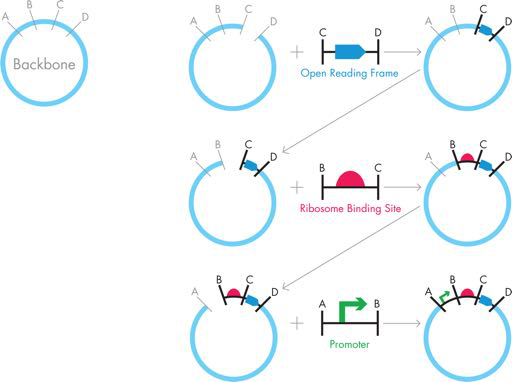 A B C D
Backbone
A B C D
+
C D
Open Reading Frame
A B C D
A B C D
+
B C
Ribosome Binding Site
A B C D
A B C D
+
A B
Promoter
A B C D